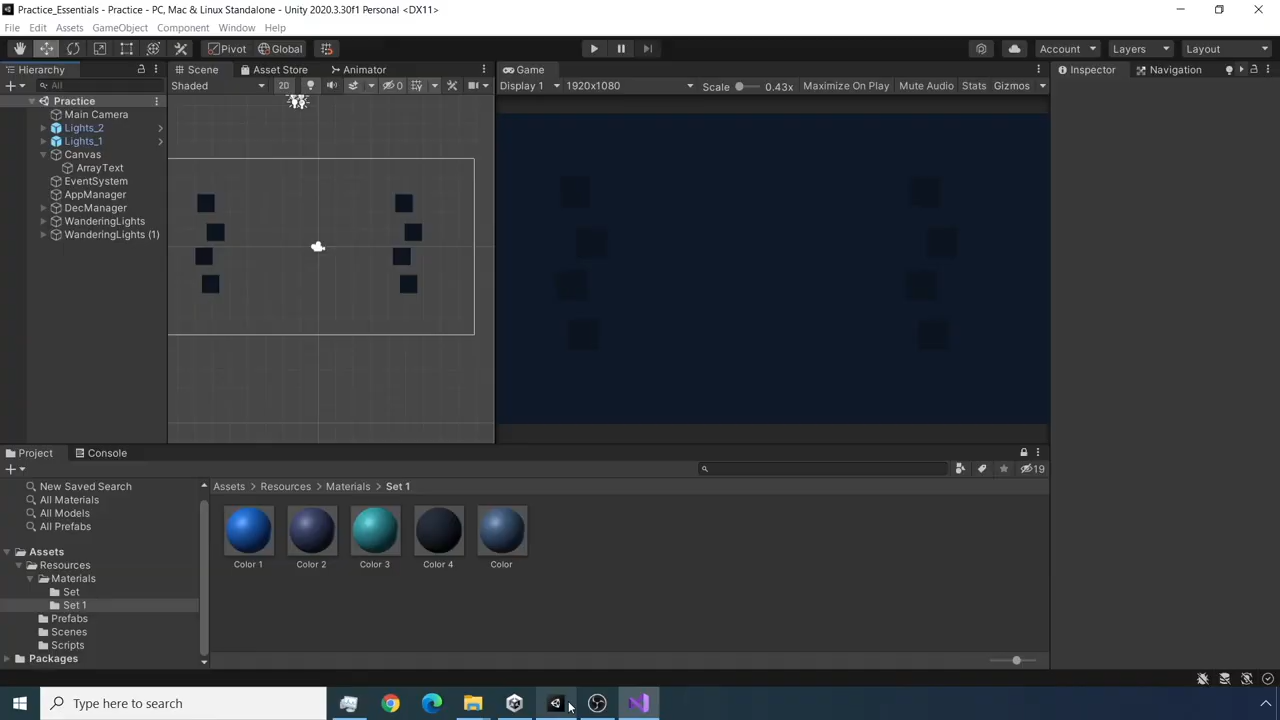 Practice_Essentials - Practice - PC, Mac & Linux Standalone - Unity 2020.3.30f1 Personal <DX11>
File Edit Assets GameObject Component Window Help
Pivot Global Account Layers Layout
Hierarchy Scene Asset Store Animator Game Inspector Navigation
All Shaded 2D 0 Display 1 1920x1080 Scale 0.43x Maximize On Play Mute Audio Stats Gizmos
Practice
Main Camera
Lights_2
Lights_1
Canvas
ArrayText
EventSystem
AppManager
DecManager
WanderingLights
WanderingLights (1)
Project Console
19
New Saved Search
All Materials
All Models
All Prefabs
Assets
Resources
Materials
Set
Set 1
Prefabs
Scenes
Scripts
Packages
Assets > Resources > Materials > Set 1
Color 1 Color 2 Color 3 Color 4 Color
Type here to search